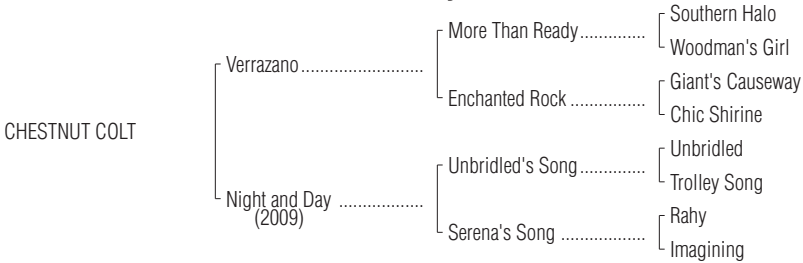 Southern Halo
More Than Ready..............
Woodman's Girl
Verrazano..........................
Giant's Causeway
Enchanted Rock ................
Chic Shirine
CHESTNUT COLT
Unbridled
Unbridled's Song..............
Trolley Song
Night and Day ..................
(2009)
Rahy
Serena's Song ..................
Imagining